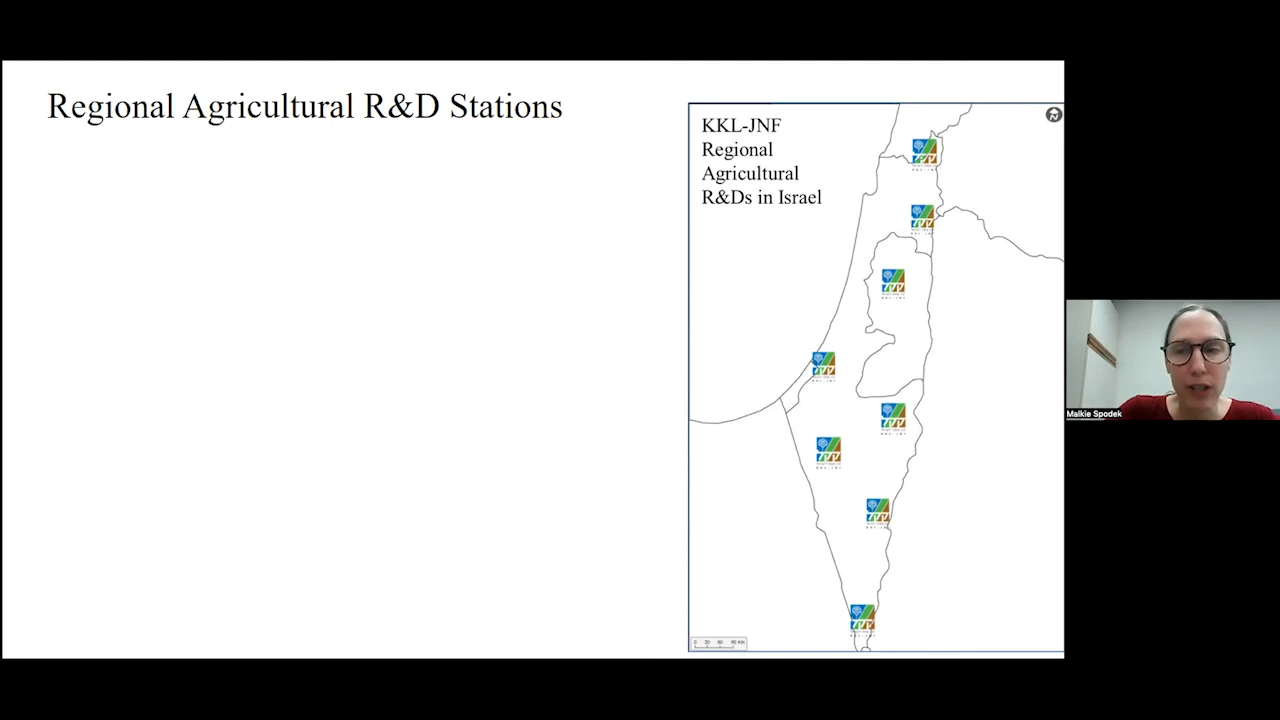 Regional Agricultural R&D Stations
KKL-JNF
Regional
Agricultural
R&Ds in Israel
Malkie Spodek